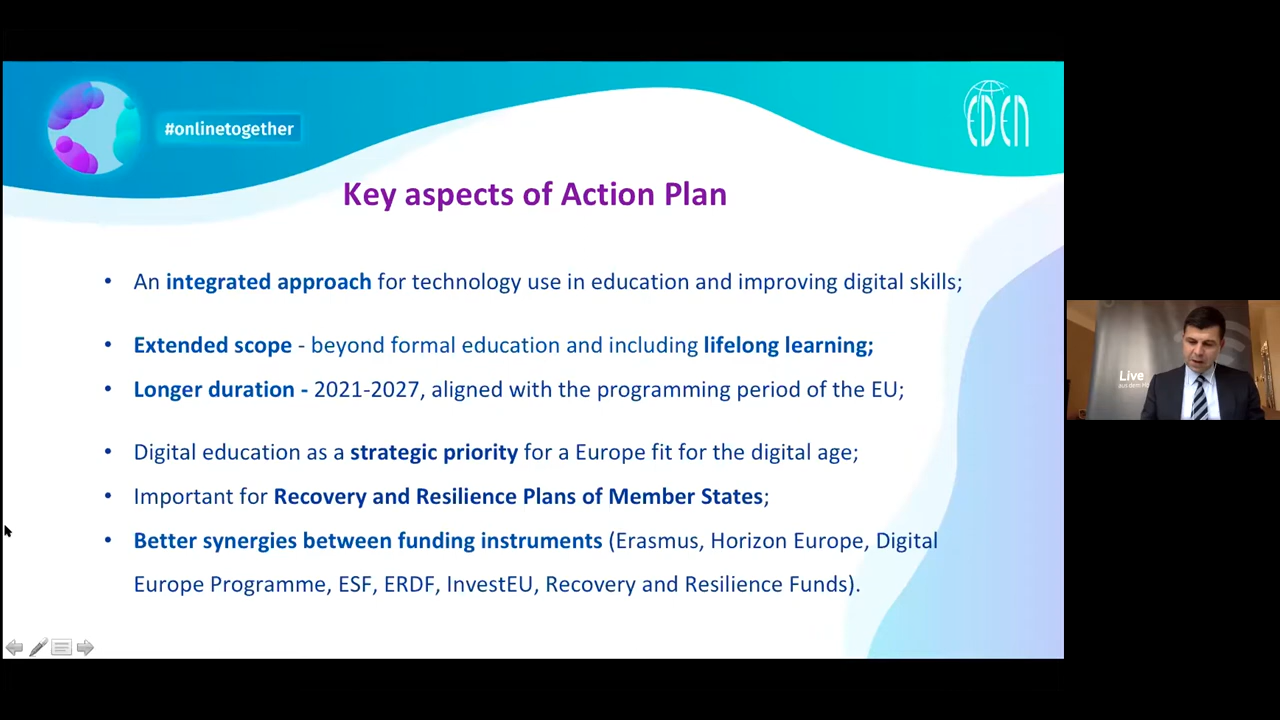 #onlinetogether
EDEN
Key aspects of Action Plan
• An integrated approach for technology use in education and improving digital skills;
• Extended scope - beyond formal education and including lifelong learning;
• Longer duration - 2021-2027, aligned with the programming period of the EU;
• Digital education as a strategic priority for a Europe fit for the digital age;
• Important for Recovery and Resilience Plans of Member States;
• Better synergies between funding instruments (Erasmus, Horizon Europe, Digital
Europe Programme, ESF, ERDF, InvestEU, Recovery and Resilience Funds).
Live
aus dem